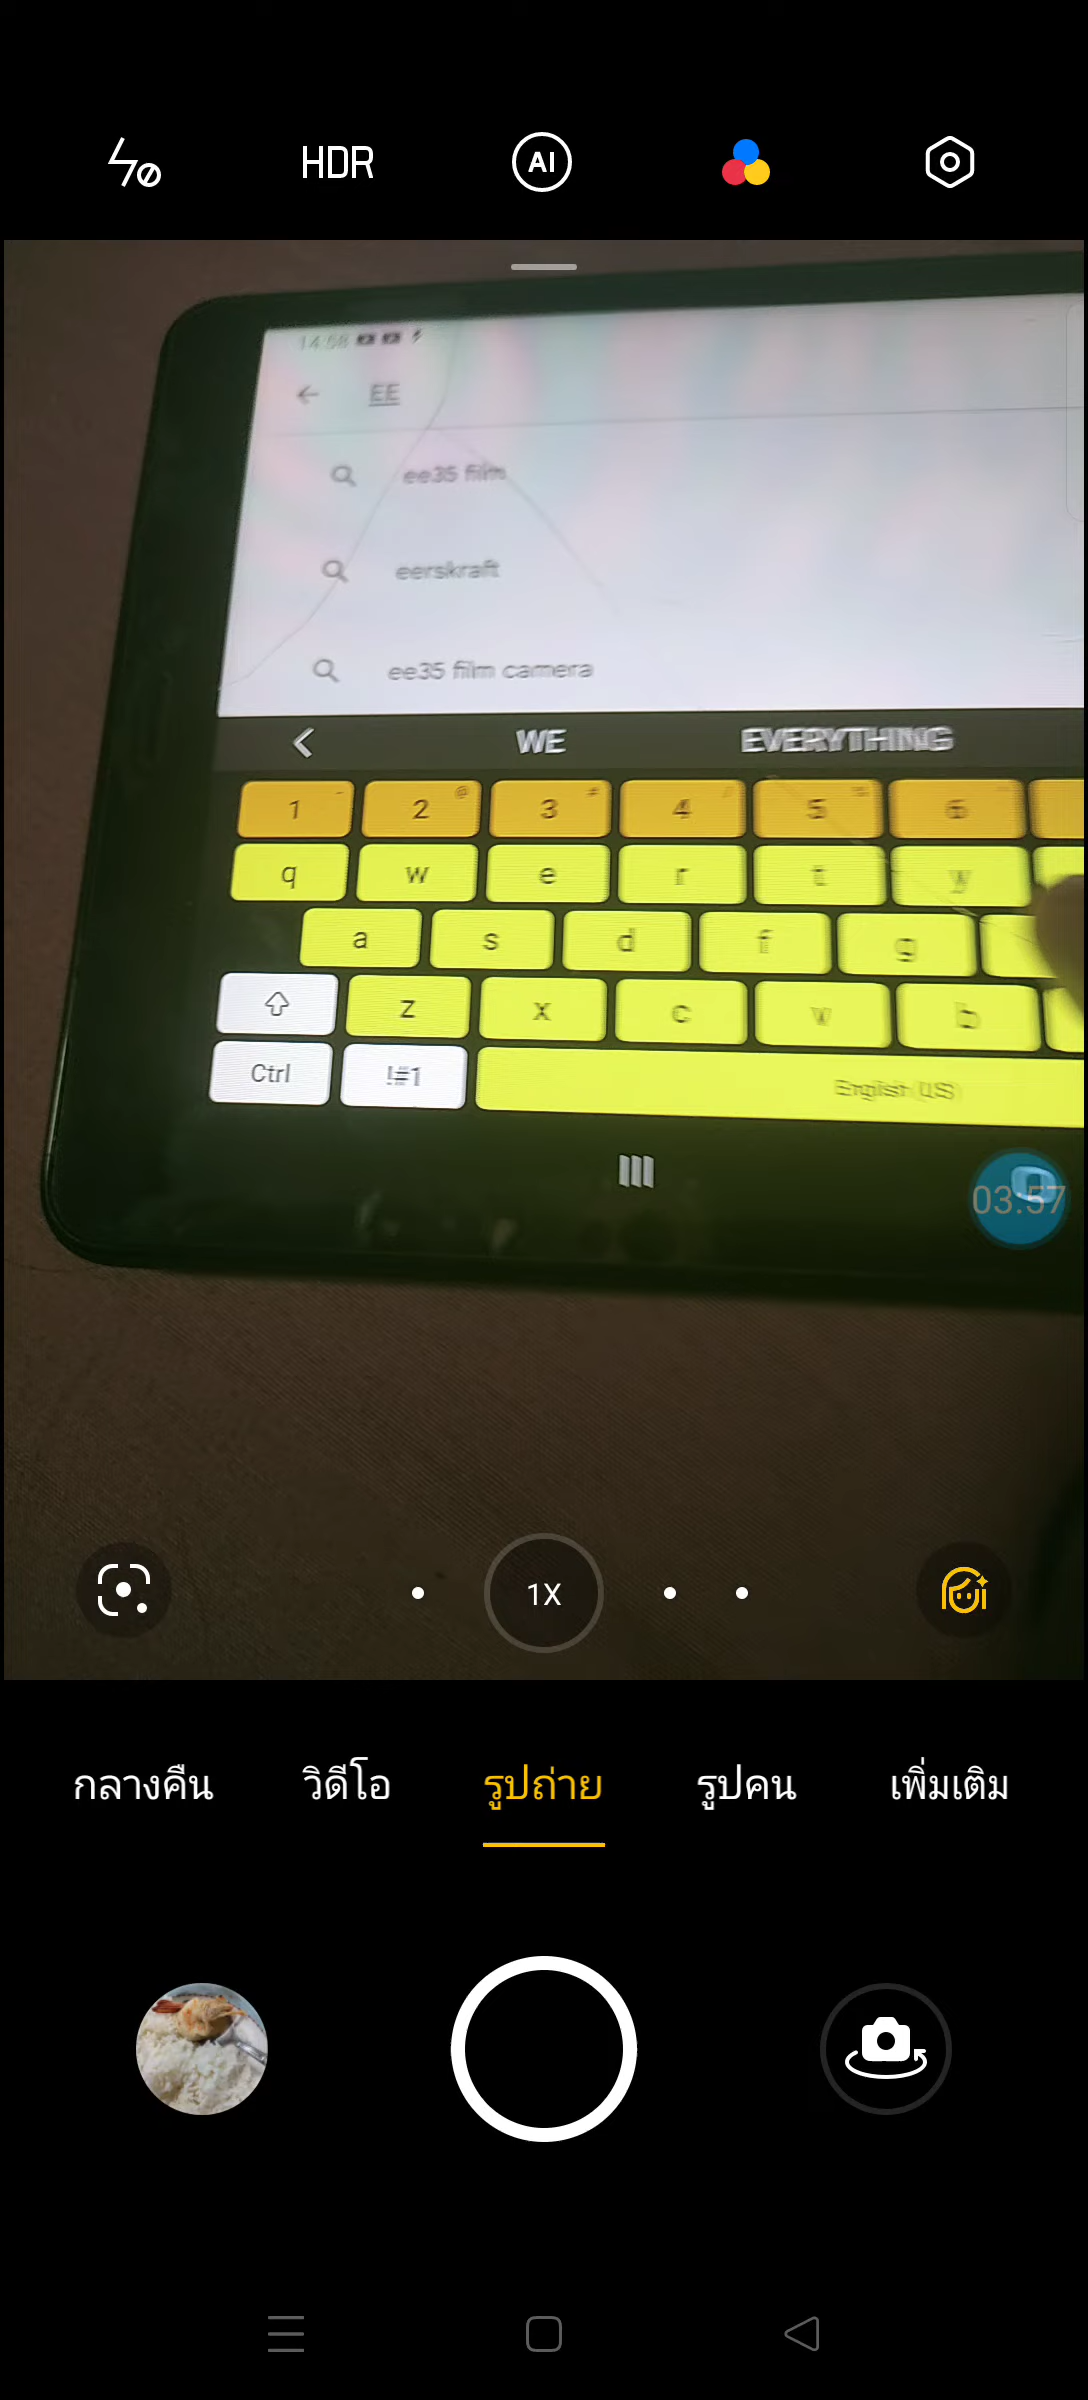 HDR
AI
14:58
EE
ee35 film
eerskraft
ee35 film camera
WE EVERYTHING
1 2 3 4 5 6
q w e r t y
a s d f g
z x c v b
Ctrl !#1 English (US)
03:57
1X
กลางคืน วิดีโอ รูปถ่าย รูปคน เพิ่มเติม